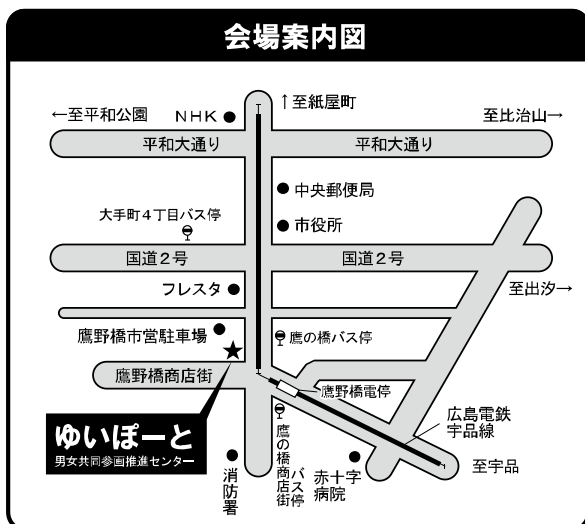 会場案内図
↑至紙屋町
←至平和公園
NHK
至比治山→
平和大通り
平和大通り
中央郵便局
大手町4丁目バス停
市役所
国道2号
国道2号
フレスタ
至出汐→
鷹野橋市営駐車場
鷹の橋バス停
鷹野橋商店街
鷹野橋電停
広島電鉄
宇品線
ゆいぽーと
男女共同参画推進センター
鷹の橋商店街
バス停
至宇品
消防署
赤十字
病院